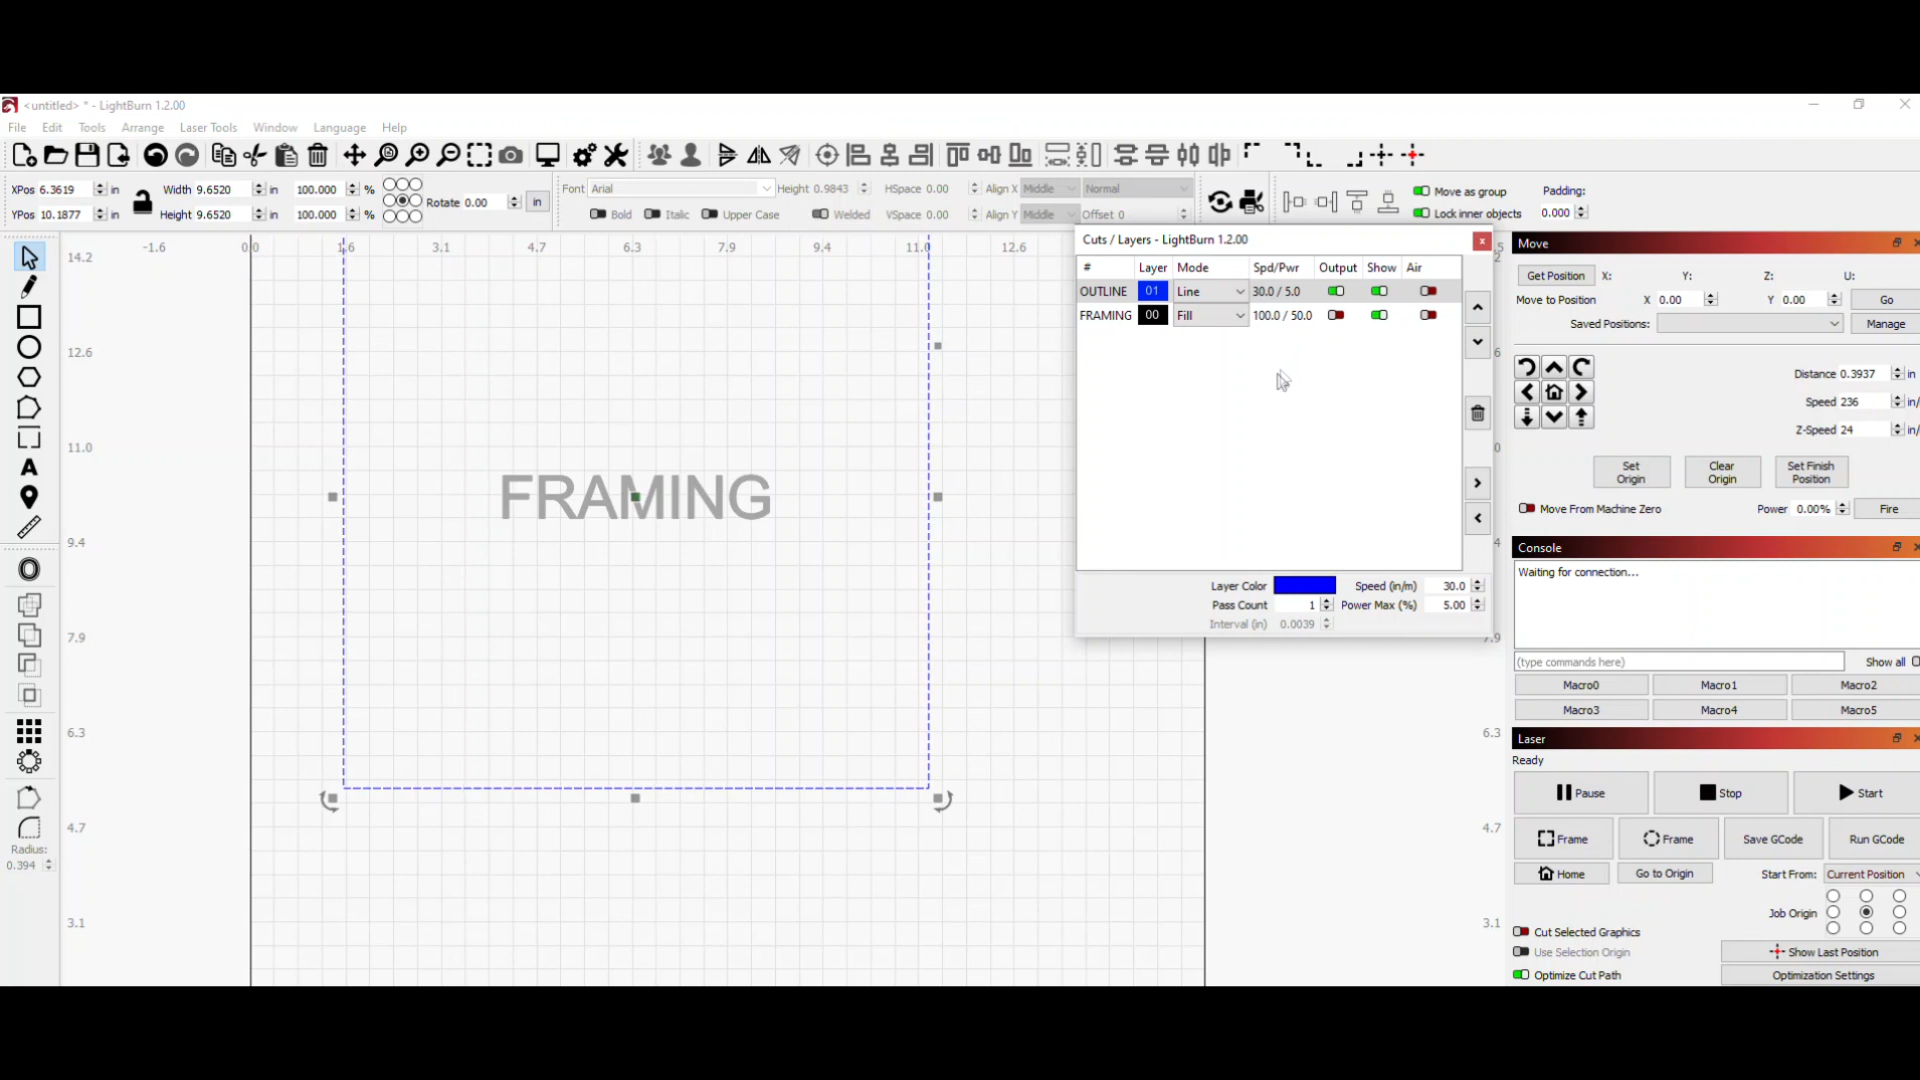 <untitled> * - LightBurn 1.2.00
File Edit Tools Arrange Laser Tools Window Language Help
XPos 6.3619 in Width 9.6520 in 100.000 % Rotate 0.00 in Font Arial Height 0.9843 HSpace 0.00 Align X Middle Normal Move as group Padding:
YPos 10.1877 in Height 9.6520 in 100.000 % Bold Italic Upper Case Welded VSpace 0.00 Align Y Middle Offset 0 Lock inner objects 0.000
-1.6 0.0 1.6 3.1 4.7 6.3 7.9 9.4 11.0 12.6
14.2
12.6
11.0
9.4
7.9
6.3
4.7
3.1
FRAMING
Radius:
0.394
Cuts / Layers - LightBurn 1.2.00
# Layer Mode Spd/Pwr Output Show Air
OUTLINE 01 Line 30.0 / 5.0
FRAMING 00 Fill 100.0 / 50.0
Layer Color Speed (in/m) 30.0
Pass Count 1 Power Max (%) 5.00
Interval (in) 0.0039
7.9
6.3
4.7
3.1
Move
Get Position X: Y: Z: U:
Move to Position X 0.00 Y 0.00 Go
Saved Positions: Manage
Distance 0.3937 in
Speed 236 in/
Z-Speed 24 in/
Set Origin Clear Origin Set Finish Position
Move From Machine Zero Power 0.00% Fire
Console
Waiting for connection...
(type commands here) Show all
Macro0 Macro1 Macro2
Macro3 Macro4 Macro5
Laser
Ready
Pause Stop Start
Frame Frame Save GCode Run GCode
Home Go to Origin Start From: Current Position
Job Origin
Cut Selected Graphics
Use Selection Origin Show Last Position
Optimize Cut Path Optimization Settings